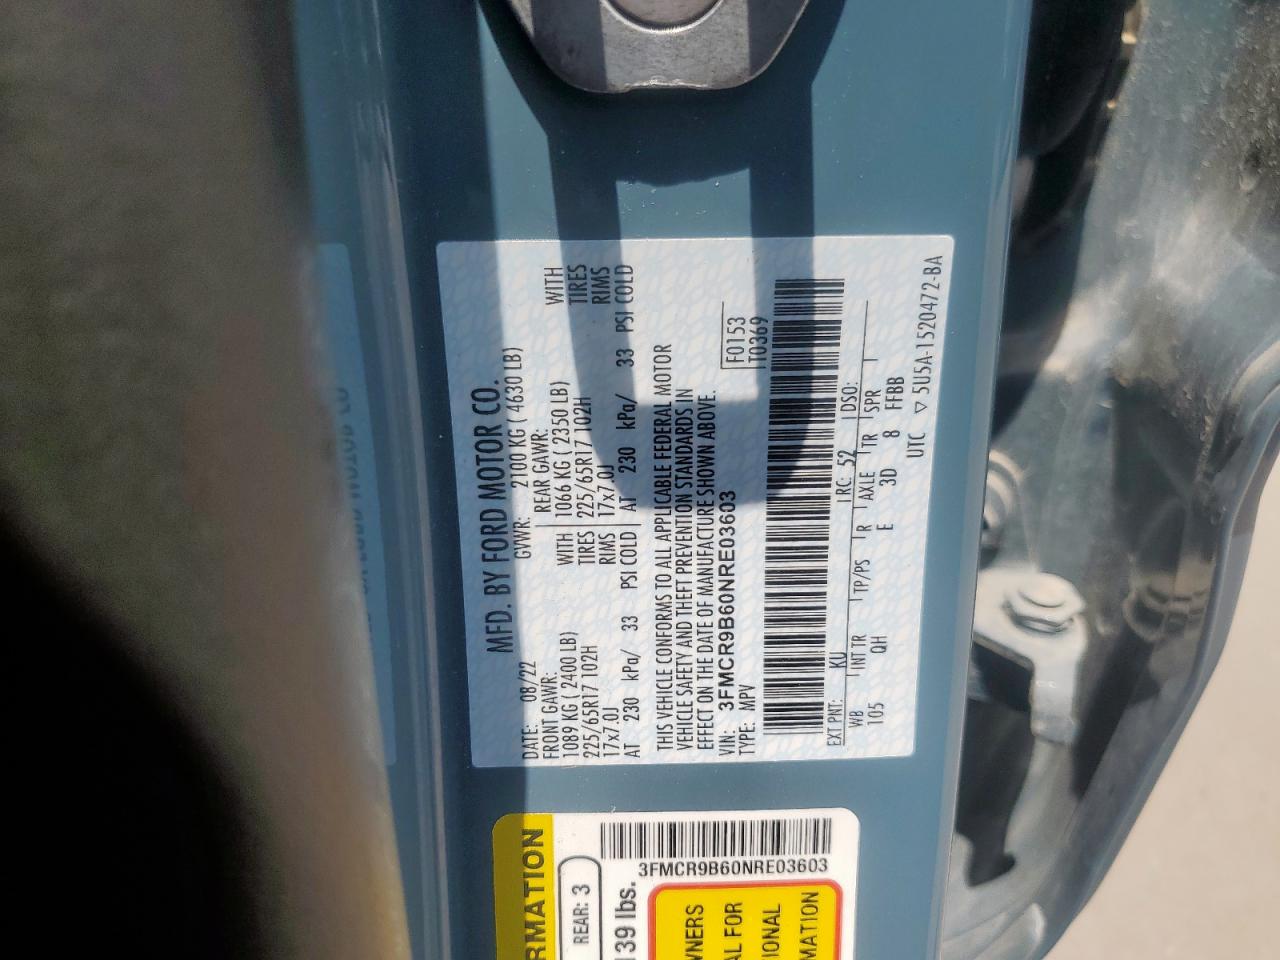 MFD. BY FORD MOTOR CO.
DATE: 08/22 GVWR: 2100 KG ( 4630 LB)
FRONT GAWR: REAR GAWR:
1089 KG ( 2400 LB) WITH 1066 KG ( 2350 LB) WITH
225/65R17 102H TIRES 225/65R17 102H TIRES
17x7.0J RIMS 17x7.0J RIMS
AT 230 kPa/ 33 PSI COLD AT 230 kPa/ 33 PSI COLD
THIS VEHICLE CONFORMS TO ALL APPLICABLE FEDERAL MOTOR
VEHICLE SAFETY AND THEFT PREVENTION STANDARDS IN
EFFECT ON THE DATE OF MANUFACTURE SHOWN ABOVE.
VIN: 3FMCR9B60NRE03603 F0153
TYPE: MPV T0369
EXT PNT: KU RC: 52 DSO:
WB INT TR TP/PS R AXLE TR SPR
105 QH E 3D 8 FFBB
UTC ▽ 5U5A-1520472-BA
RMATION
REAR: 3
139 lbs.
3FMCR9B60NRE03603
WNERS
AL FOR
IONAL
MATION